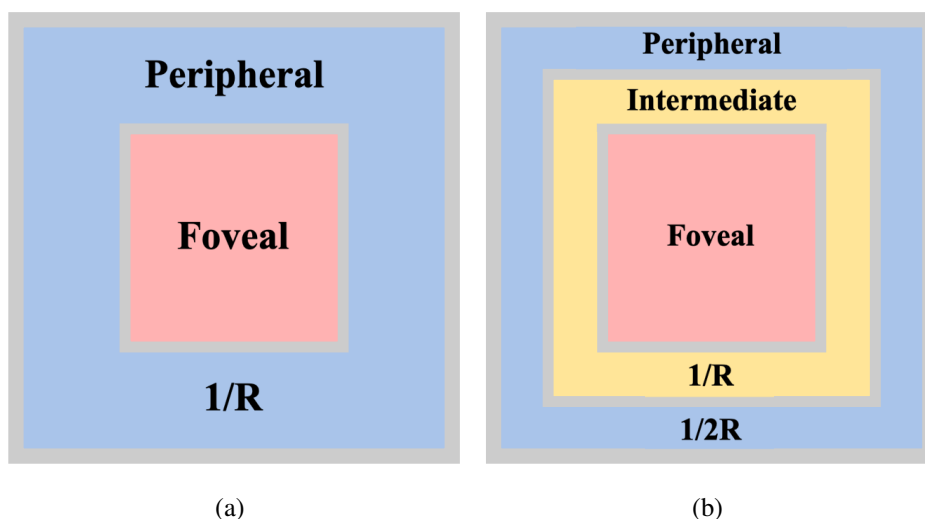 Peripheral
Foveal
1/R
(a)
Peripheral
Intermediate
Foveal
1/R
1/2R
(b)